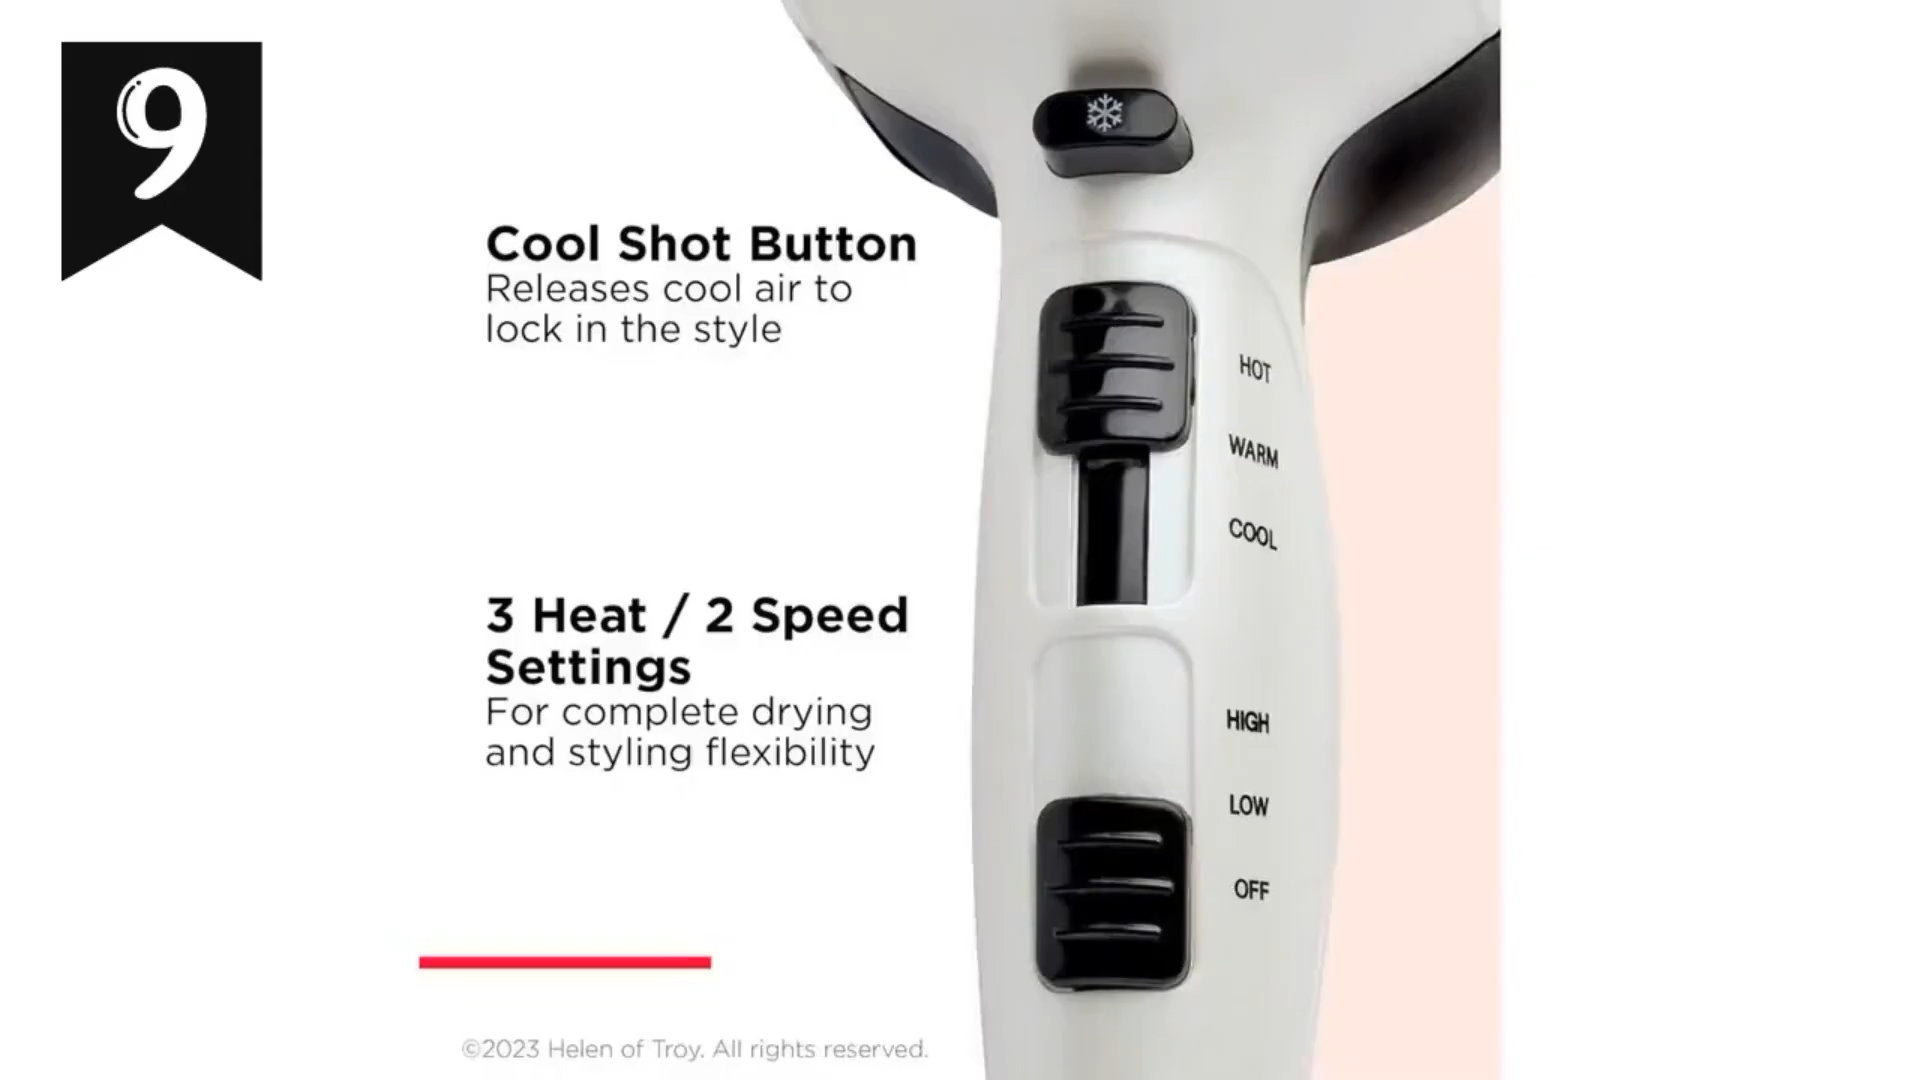 9
Cool Shot Button
Releases cool air to
lock in the style
HOT
WARM
COOL
3 Heat / 2 Speed
Settings
For complete drying
and styling flexibility
HIGH
LOW
OFF
©2023 Helen of Troy. All rights reserved.